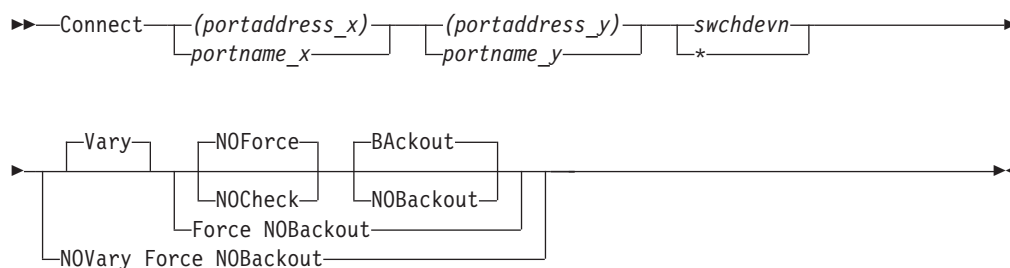 Connect (portaddress_x) (portaddress_y) swchdevn
portname_x portname_y *
Vary NOForce BAckout
NOCheck NOBackout
Force NOBackout
NOVary Force NOBackout